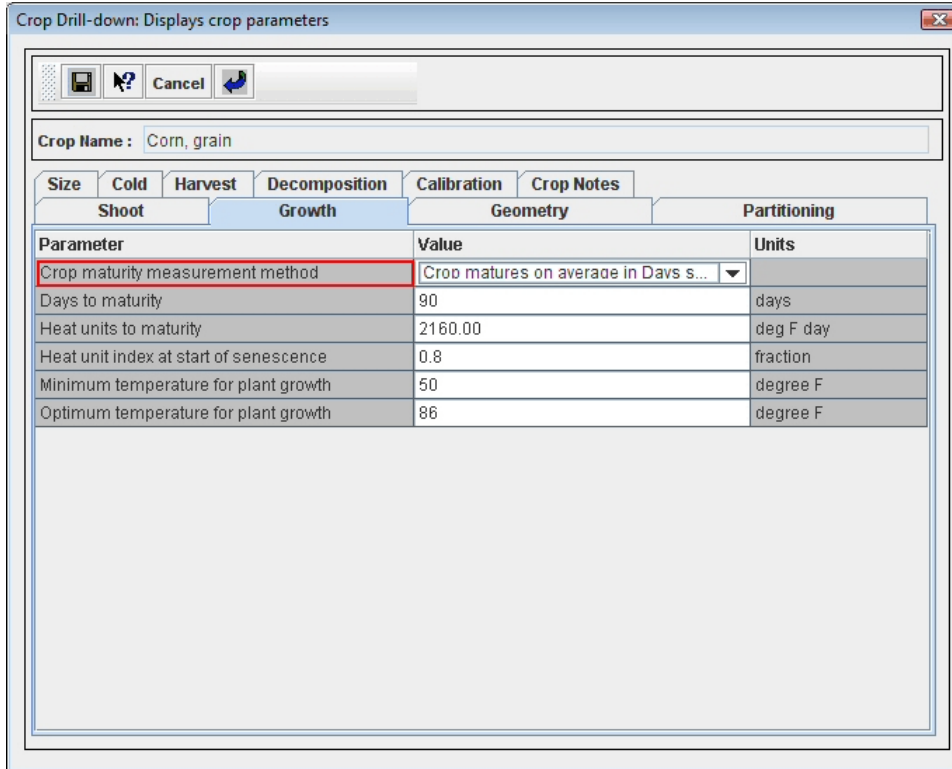 Crop Drill-down: Displays crop parameters
Cancel
Crop Name : Corn, grain
Size Cold Harvest Decomposition Calibration Crop Notes
Shoot Growth Geometry Partitioning
Parameter Value Units
Crop maturity measurement method Crop matures on average in Days s...
Days to maturity 90 days
Heat units to maturity 2160.00 deg F day
Heat unit index at start of senescence 0.8 fraction
Minimum temperature for plant growth 50 degree F
Optimum temperature for plant growth 86 degree F